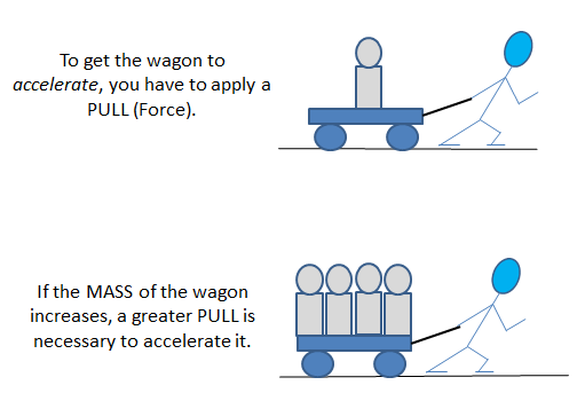 To get the wagon to
accelerate, you have to apply a
PULL (Force).
If the MASS of the wagon
increases, a greater PULL is
necessary to accelerate it.